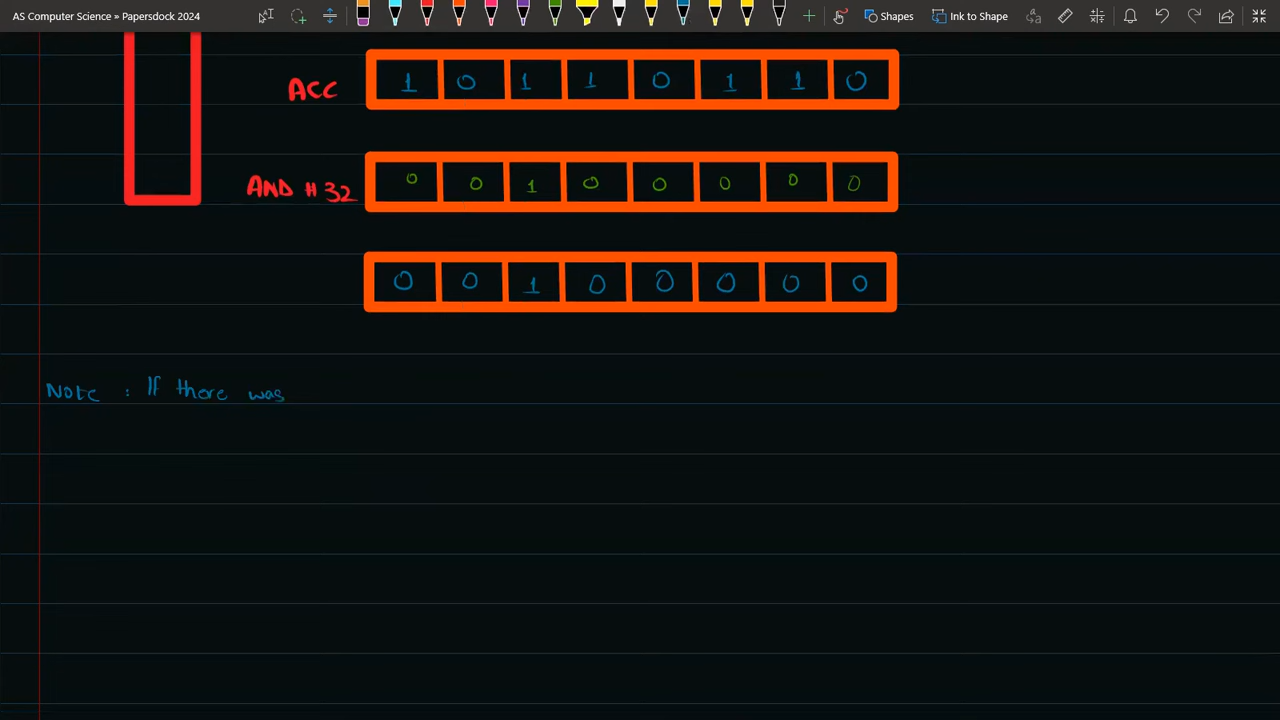 AS Computer Science » Papersdock 2024
Shapes
Ink to Shape
ACC 1 0 1 1 0 1 1 0
AND #32 0 0 1 0 0 0 0 0
0 0 1 0 0 0 0 0
Note : If there was